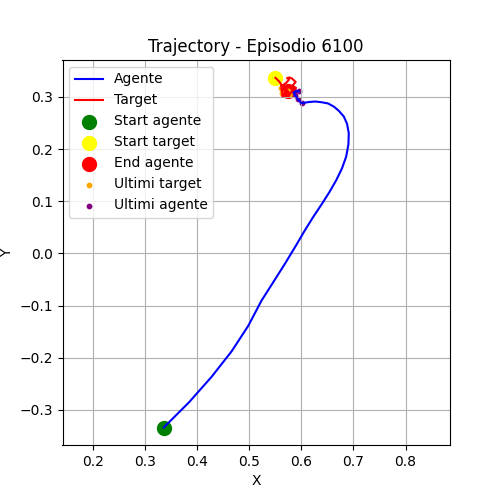 Trajectory - Episodio 6100
Agente
Target
Start agente
Start target
End agente
Ultimi target
Ultimi agente
0.3
0.2
0.1
0.0
−0.1
−0.2
−0.3
Y
0.2 0.3 0.4 0.5 0.6 0.7 0.8
X